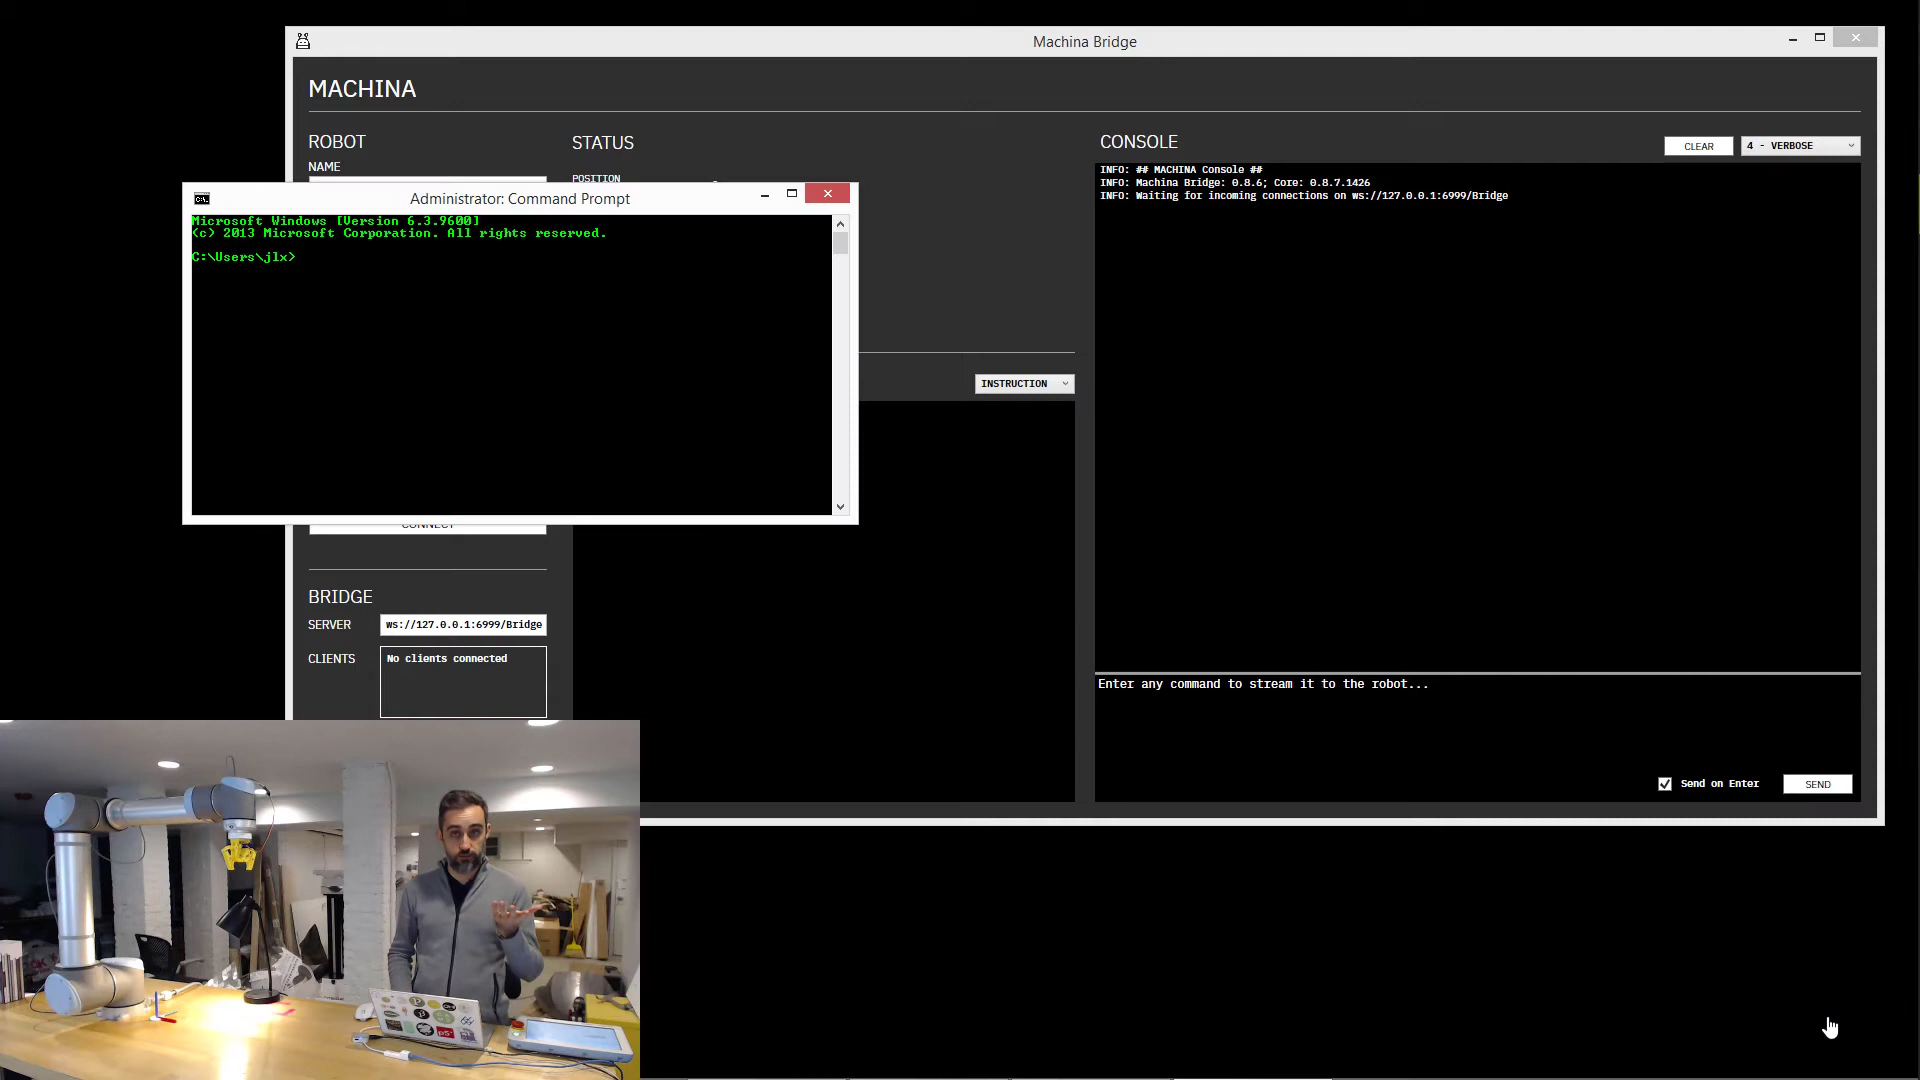 Machina Bridge
MACHINA
ROBOT
NAME
STATUS
POSITION
CONSOLE
CLEAR
4 - VERBOSE
INFO: ## MACHINA Console ##
INFO: Machina Bridge: 0.8.6; Core: 0.8.7.1426
INFO: Waiting for incoming connections on ws://127.0.0.1:6999/Bridge
Administrator: Command Prompt
Microsoft Windows [Version 6.3.9600]
(c) 2013 Microsoft Corporation. All rights reserved.
C:\Users\jlx>
INSTRUCTION
CONNECT
BRIDGE
SERVER
ws://127.0.0.1:6999/Bridge
CLIENTS
No clients connected
Enter any command to stream it to the robot...
Send on Enter
SEND